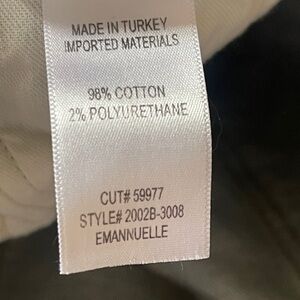 MADE IN TURKEY
IMPORTED MATERIALS
98% COTTON
2% POLYURETHANE
CUT# 59977
STYLE# 2002B-3008
EMANNUELLE